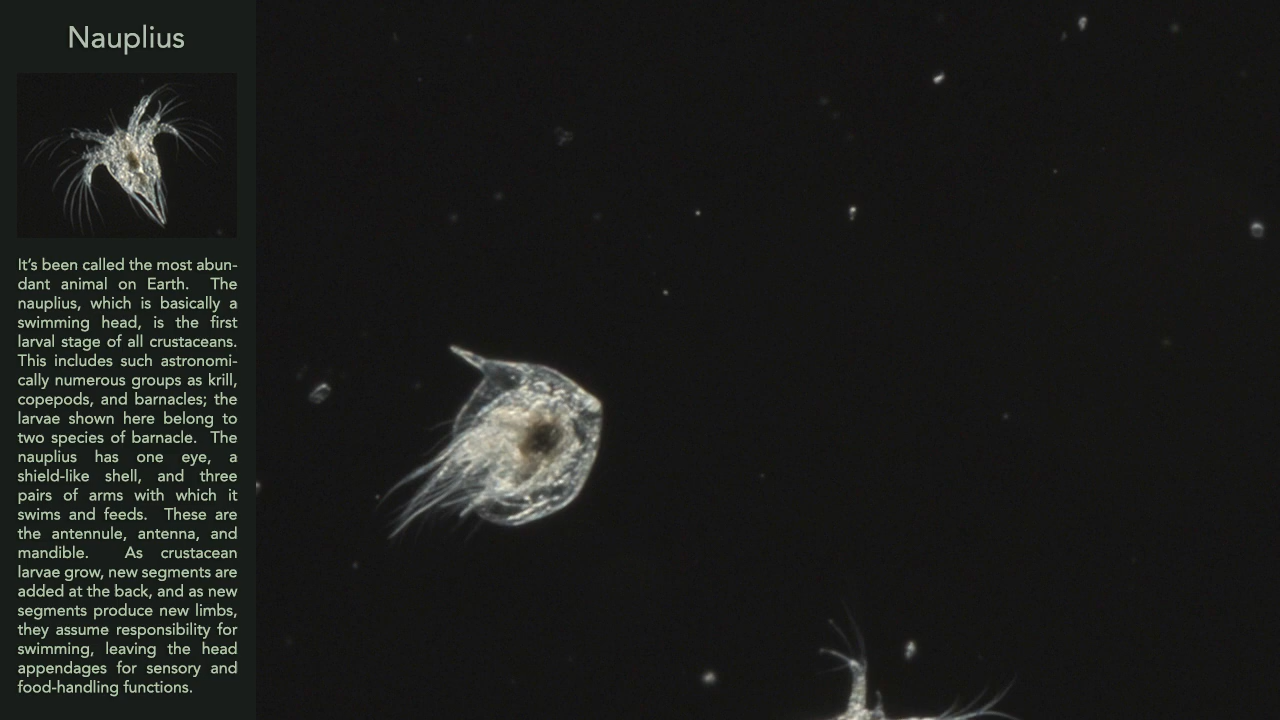 Nauplius
It's been called the most abun-
dant animal on Earth. The
nauplius, which is basically a
swimming head, is the first
larval stage of all crustaceans.
This includes such astronomi-
cally numerous groups as krill,
copepods, and barnacles; the
larvae shown here belong to
two species of barnacle. The
nauplius has one eye, a
shield-like shell, and three
pairs of arms with which it
swims and feeds. These are
the antennule, antenna, and
mandible. As crustacean
larvae grow, new segments are
added at the back, and as new
segments produce new limbs,
they assume responsibility for
swimming, leaving the head
appendages for sensory and
food-handling functions.